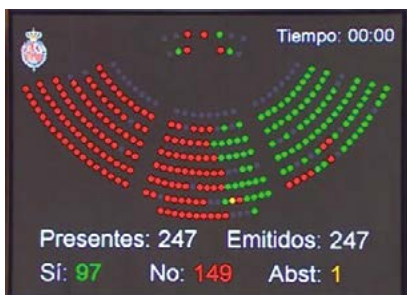 Tiempo: 00:00
Presentes: 247 Emitidos: 247
Sí: 97 No: 149 Abst: 1